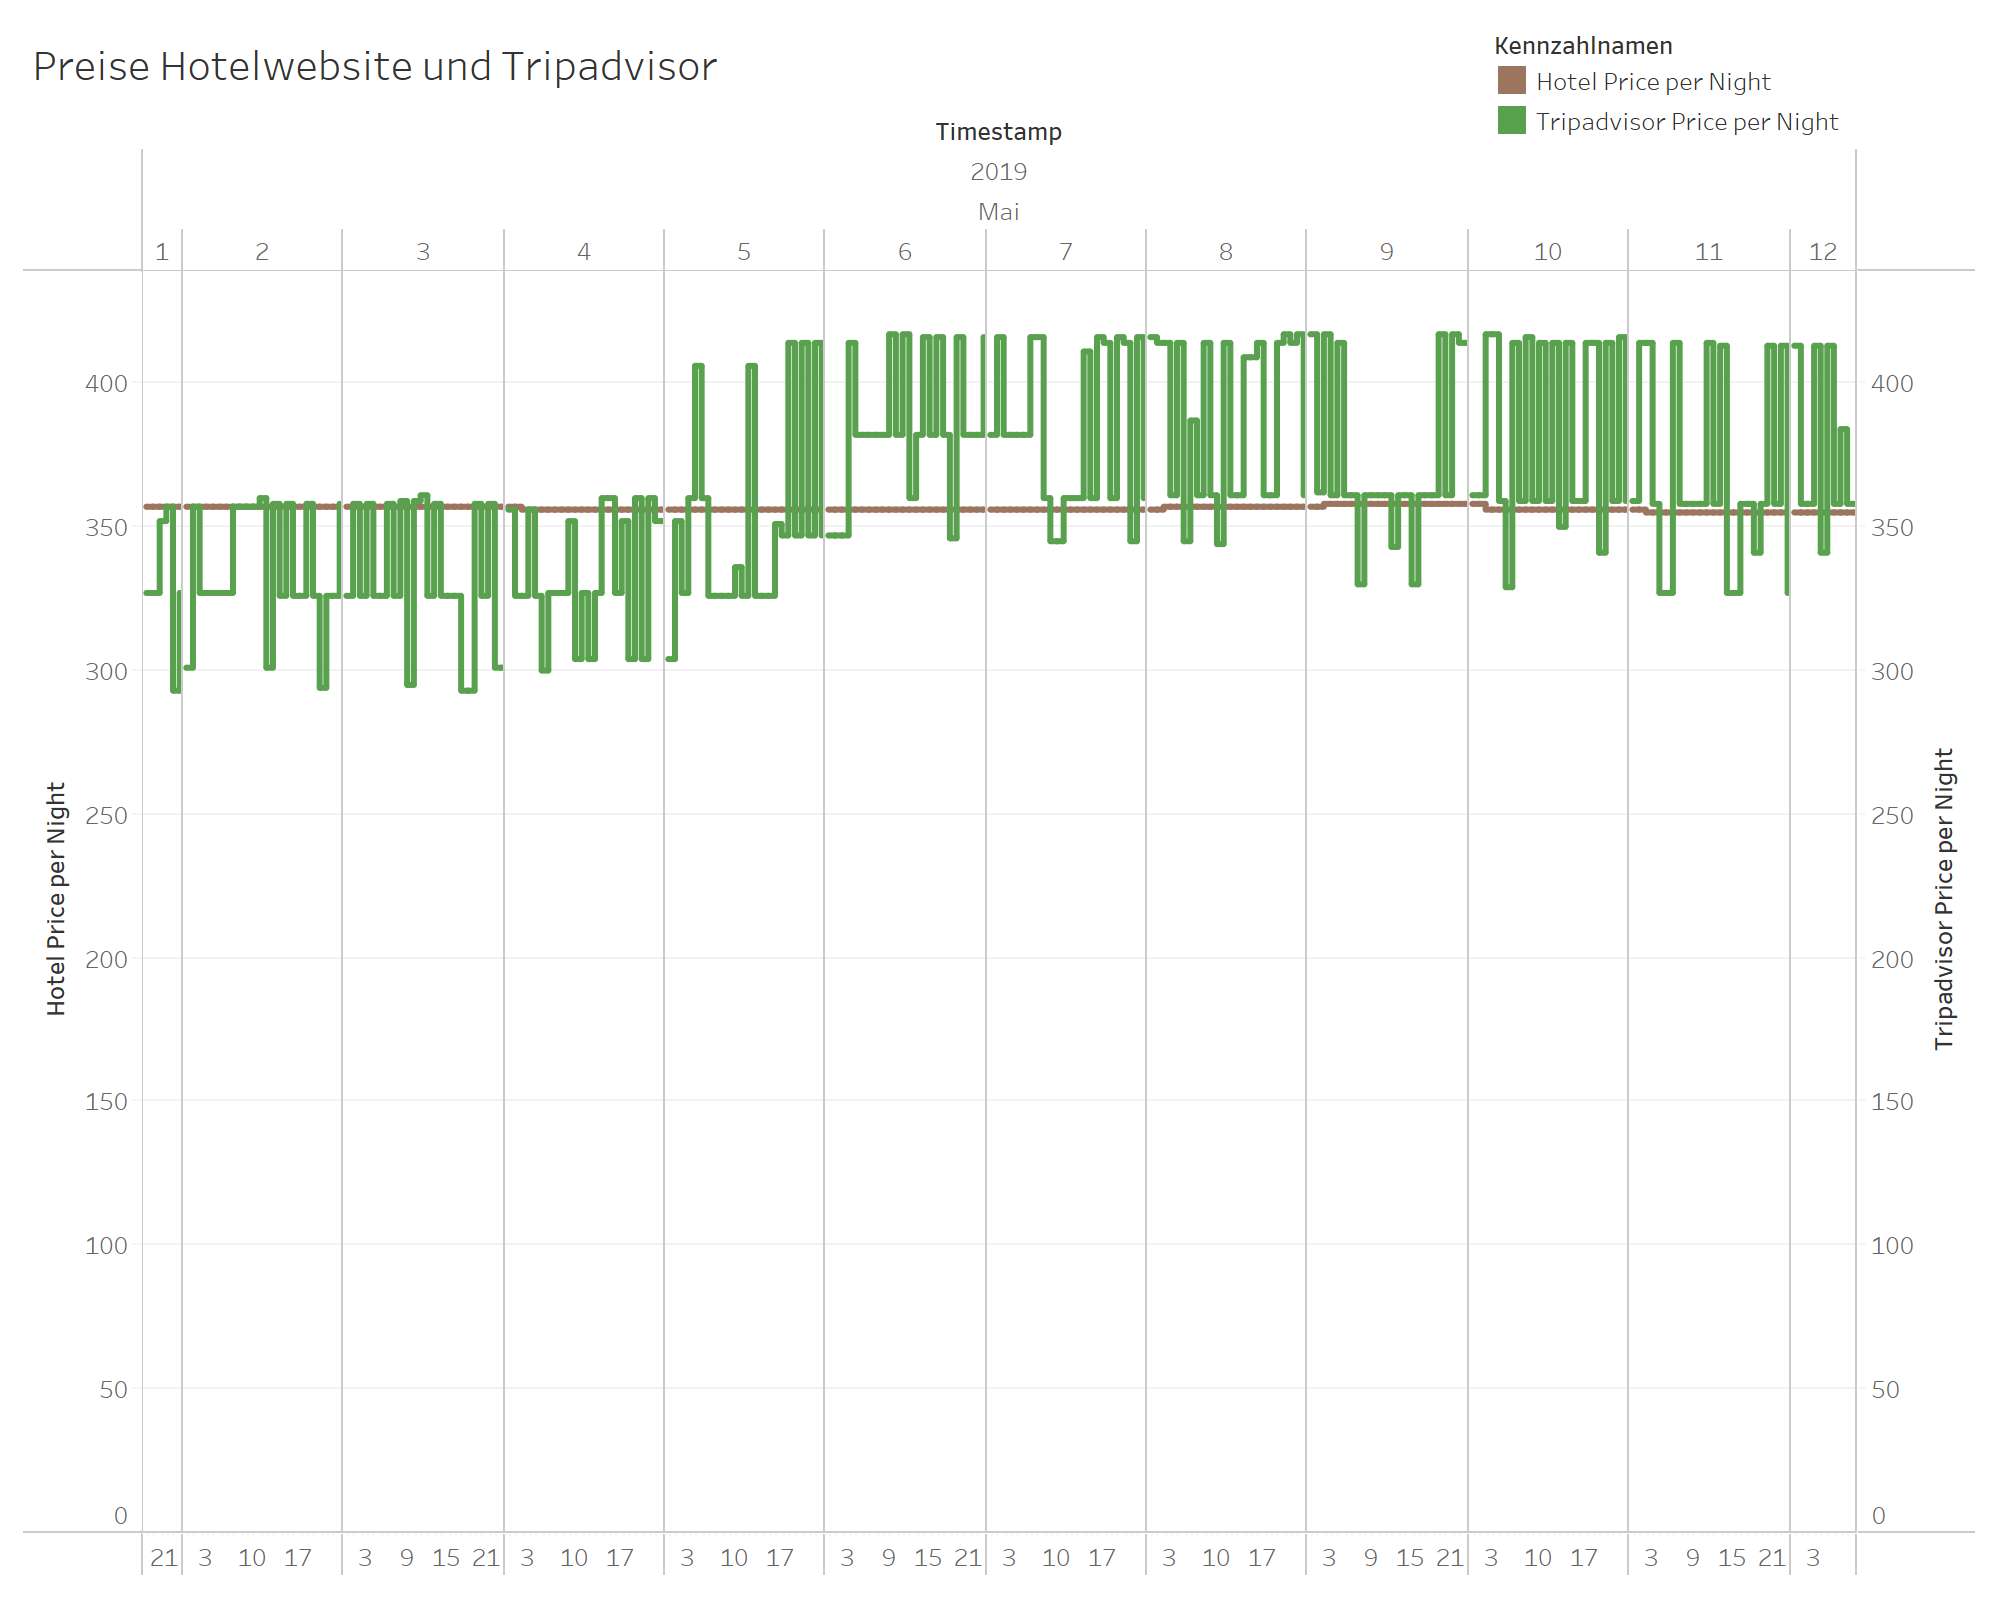 Preise Hotelwebsite und Tripadvisor
Kennzahlnamen
Hotel Price per Night
Tripadvisor Price per Night
Timestamp
2019
Mai
1 2 3 4 5 6 7 8 9 10 11 12
400 400
350 350
300 300
250 250
200 200
150 150
100 100
50 50
0 0
Hotel Price per Night
Tripadvisor Price per Night
21 3 10 17 3 9 15 21 3 10 17 3 10 17 3 9 15 21 3 10 17 3 10 17 3 9 15 21 3 10 17 3 9 15 21 3